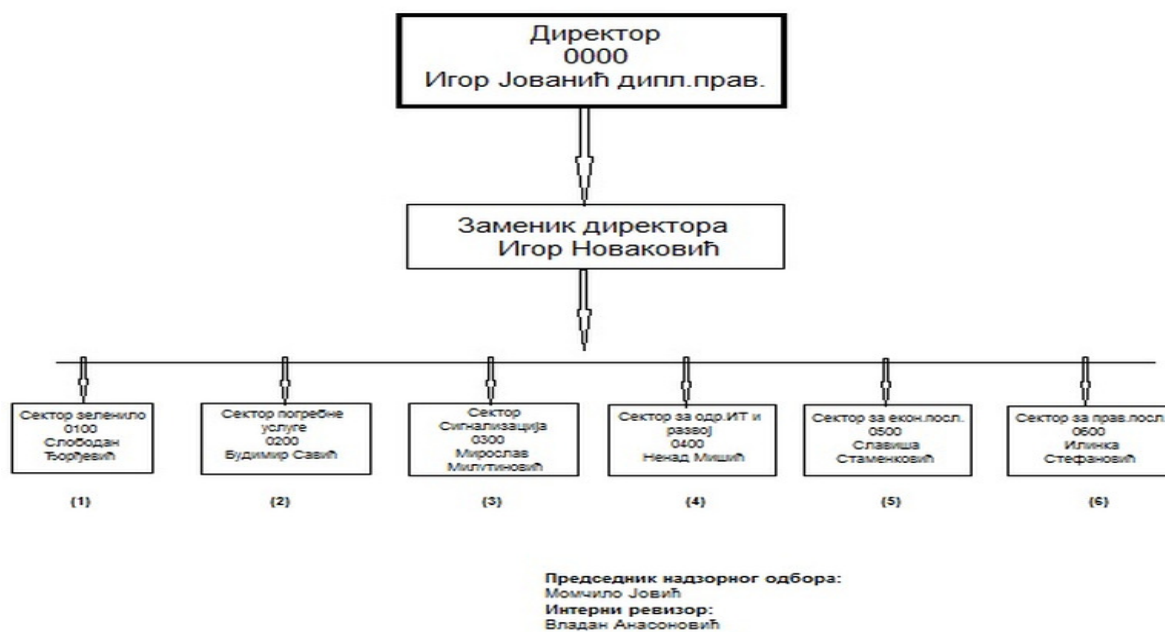 Директор
0000
Игор Јованић дипл.прав.
Заменик директора
Игор Новаковић
Сектор зеленило
0100
Слободан
Ђорђевић
(1)
Сектор погребне
услуге
0200
Будимир Савић
(2)
Сектор
Сигнализација
0300
Мирослав
Милутиновић
(3)
Сектор за одр.ИТ и
развој
0400
Ненад Мишић
(4)
Сектор за екон.посл.
0500
Славиша
Стаменковић
(5)
Сектор за прав.посл.
0600
Илинка
Стефановић
(6)
Председник надзорног одбора:
Момчило Јовић
Интерни ревизор:
Владан Анасоновић